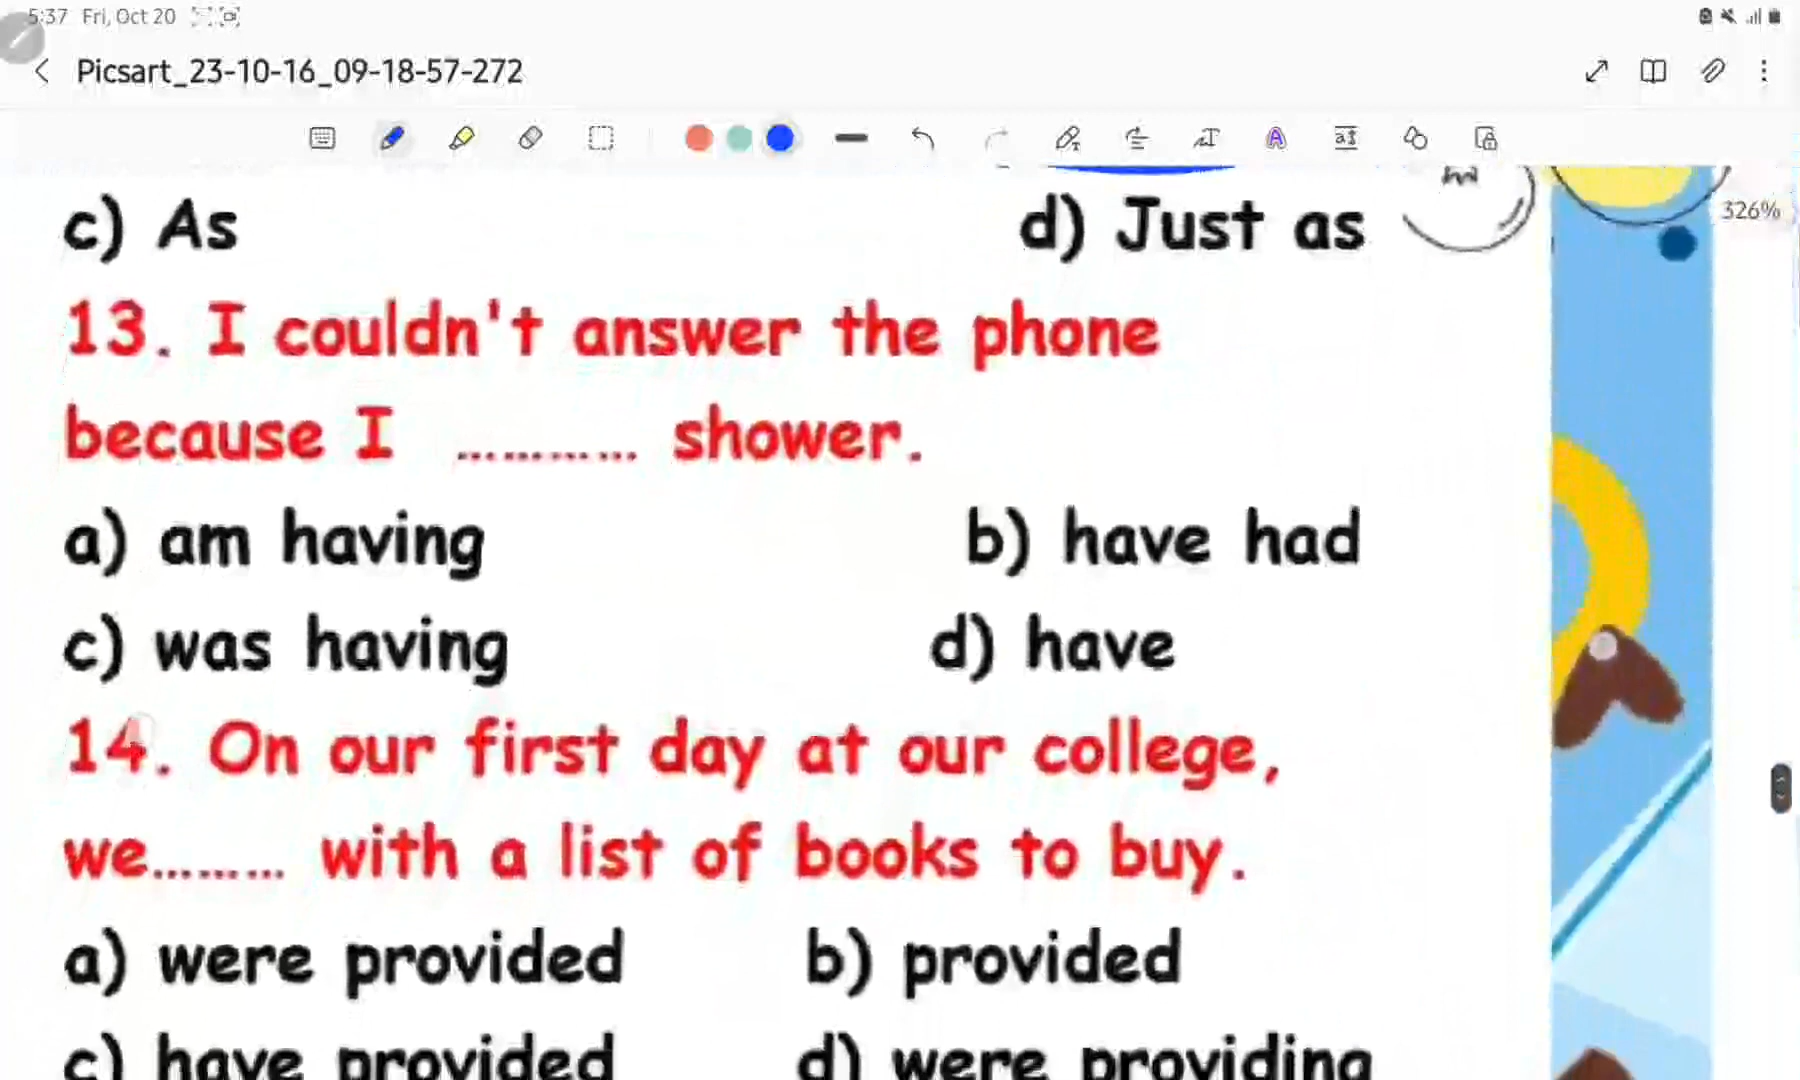 5:37 Fri, Oct 20
Picsart_23-10-16_09-18-57-272
326%
c) As d) Just as
13. I couldn't answer the phone
because I ............ shower.
a) am having b) have had
c) was having d) have
14. On our first day at our college,
we......... with a list of books to buy.
a) were provided b) provided
c) have provided d) were providing